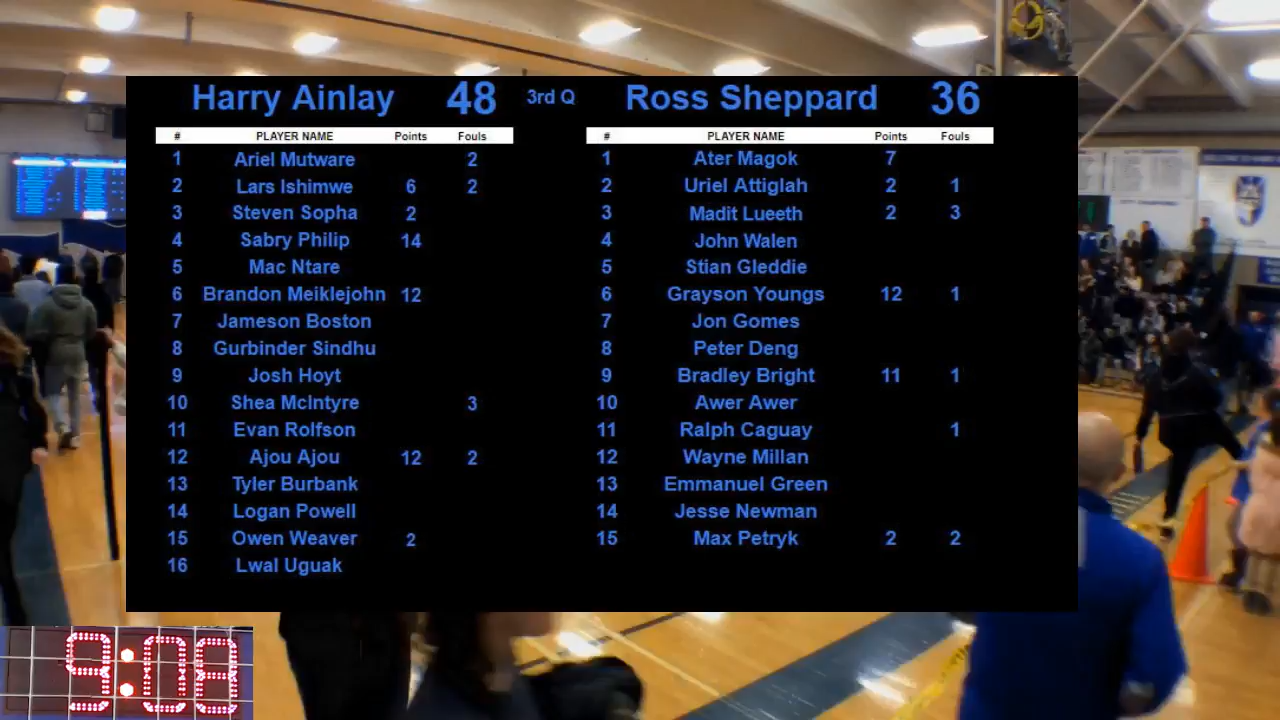 Harry Ainlay 48 3rd Q Ross Sheppard 36
# PLAYER NAME Points Fouls # PLAYER NAME Points Fouls
1 Ariel Mutware 2 1 Ater Magok 7
2 Lars Ishimwe 6 2 2 Uriel Attiglah 2 1
3 Steven Sopha 2 3 Madit Lueeth 2 3
4 Sabry Philip 14 4 John Walen
5 Mac Ntare 5 Stian Gleddie
6 Brandon Meiklejohn 12 6 Grayson Youngs 12 1
7 Jameson Boston 7 Jon Gomes
8 Gurbinder Sindhu 8 Peter Deng
9 Josh Hoyt 9 Bradley Bright 11 1
10 Shea McIntyre 3 10 Awer Awer
11 Evan Rolfson 11 Ralph Caguay 1
12 Ajou Ajou 12 2 12 Wayne Millan
13 Tyler Burbank 13 Emmanuel Green
14 Logan Powell 14 Jesse Newman
15 Owen Weaver 2 15 Max Petryk 2 2
16 Lwal Uguak
9:08